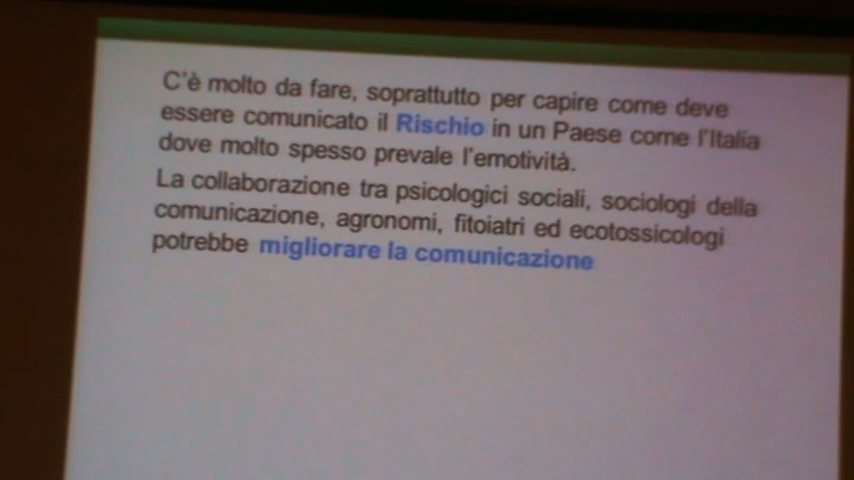 C'è molto da fare, soprattutto per capire come deve
essere comunicato il Rischio in un Paese come l'Italia
dove molto spesso prevale l'emotività.
La collaborazione tra psicologici sociali, sociologi della
comunicazione, agronomi, fitoiatri ed ecotossicologi
potrebbe migliorare la comunicazione